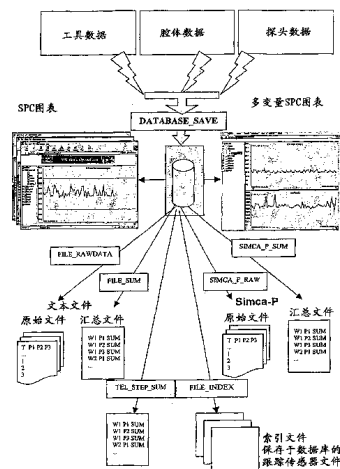 工具数据
腔体数据
探头数据
DATABASE_SAVE
SPC图表
多变量SPC图表
FILE_RAWDATA
FILE_SUM
SIMCA_P_SUM
SIMCA_P_RAW
文本文件
Simca-P
原始文件
汇总文件
原始文件
汇总文件
T P1 P2 P3
...
1
2
3
W1 P1 SUM
W1 P2 SUM
W1 P3 SUM
W2 P1 SUM
...
T P1 P2 P3
...
1
2
3
W1 P1 SUM
W1 P2 SUM
W1 P3 SUM
W2 P1 SUM
...
TEL_STEP_SUM
FILE_INDEX
W1 P1 SUM
W1 P2 SUM
W1 P3 SUM
W2 P1 SUM
...
索引文件
保存于数据库的
跟踪传感器文件